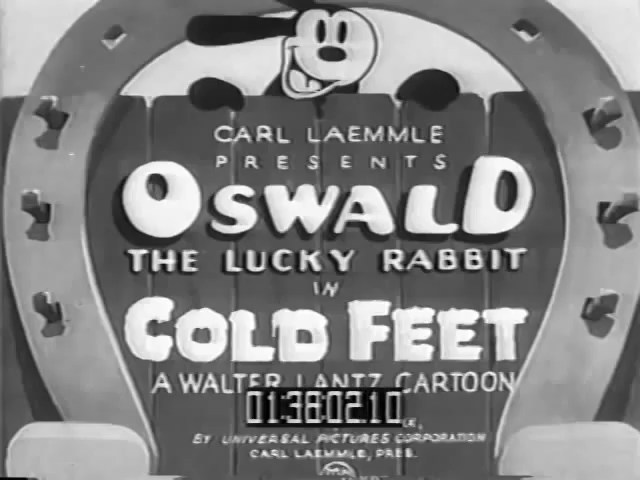 CARL LAEMMLE
PRESENTS
OSWALD
THE LUCKY RABBIT
IN
COLD FEET
A WALTER LANTZ CARTOON
01:38:02.10
BY UNIVERSAL PICTURES CORPORATION
CARL LAEMMLE, PRES.